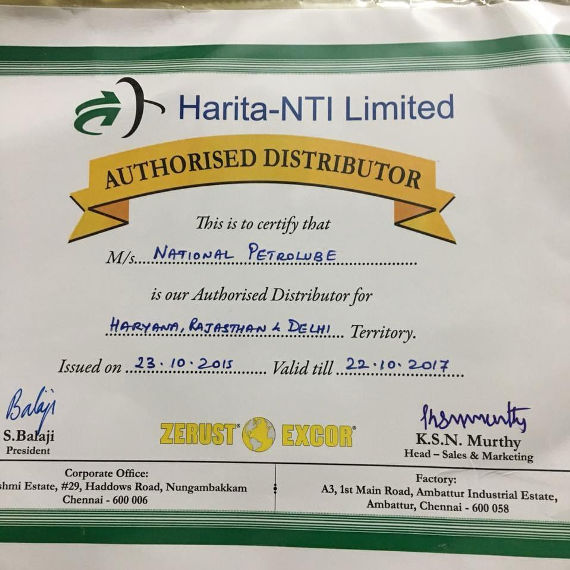 Harita-NTI Limited
AUTHORISED DISTRIBUTOR
This is to certify that
M/s. NATIONAL PETROLUBE
is our Authorised Distributor for
HARYANA, RAJASTHAN & DELHI Territory.
Issued on 23.10.2015 Valid till 22.10.2017
Balaji
S.Balaji
President
ZERUST® EXCOR®
Ksnmurthy
K.S.N. Murthy
Head – Sales & Marketing
Corporate Office:
Estate, #29, Haddows Road, Nungambakkam
Chennai - 600 006
Factory:
A3, 1st Main Road, Ambattur Industrial Estate,
Ambattur, Chennai - 600 058